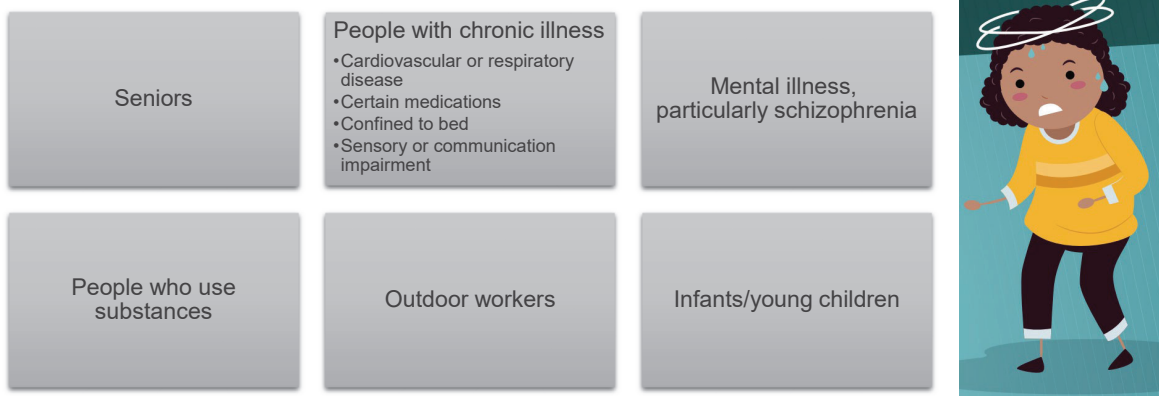 Seniors
People with chronic illness
•Cardiovascular or respiratory
disease
•Certain medications
•Confined to bed
•Sensory or communication
impairment
Mental illness,
particularly schizophrenia
People who use
substances
Outdoor workers
Infants/young children